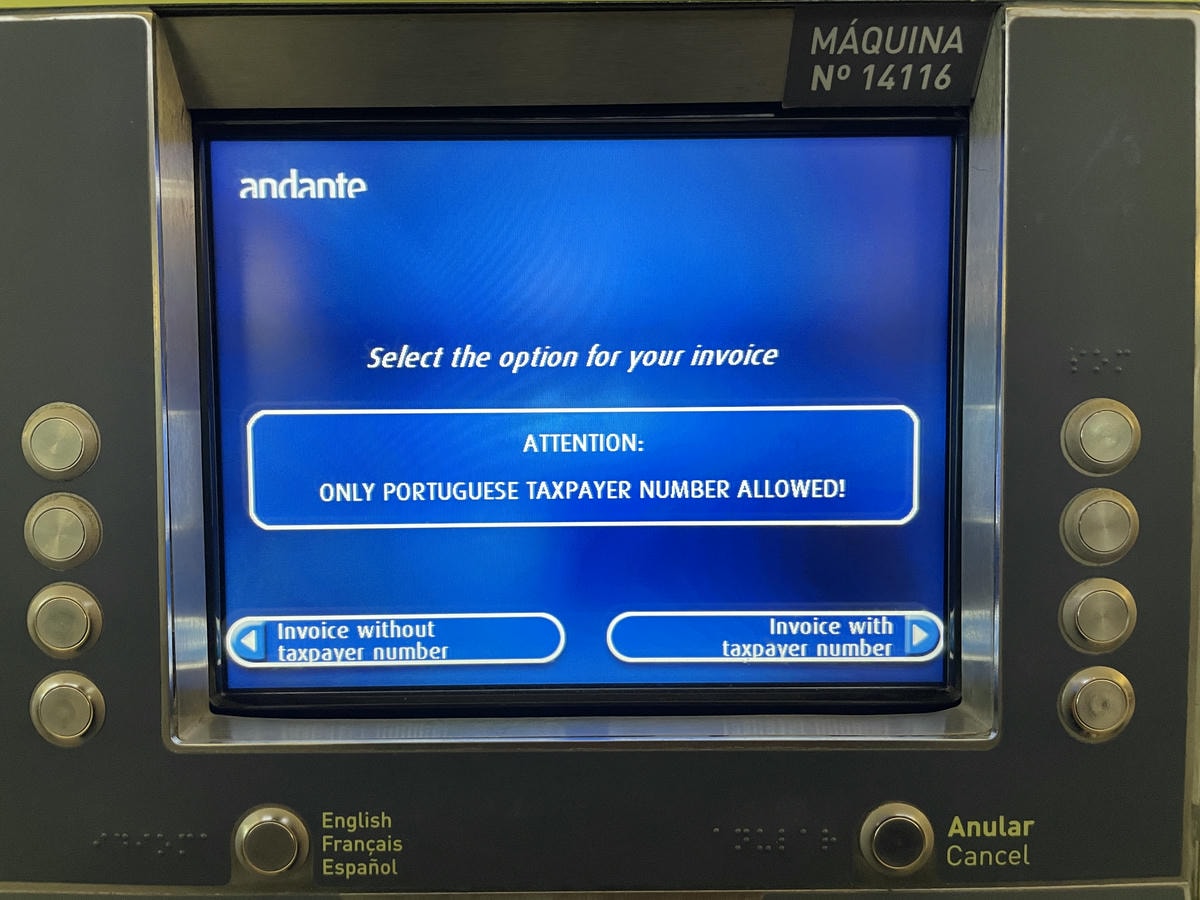 MÁQUINA
Nº 14116
andante
Select the option for your invoice
ATTENTION:
ONLY PORTUGUESE TAXPAYER NUMBER ALLOWED!
Invoice without
taxpayer number
Invoice with
taxpayer number
English
Français
Español
Anular
Cancel